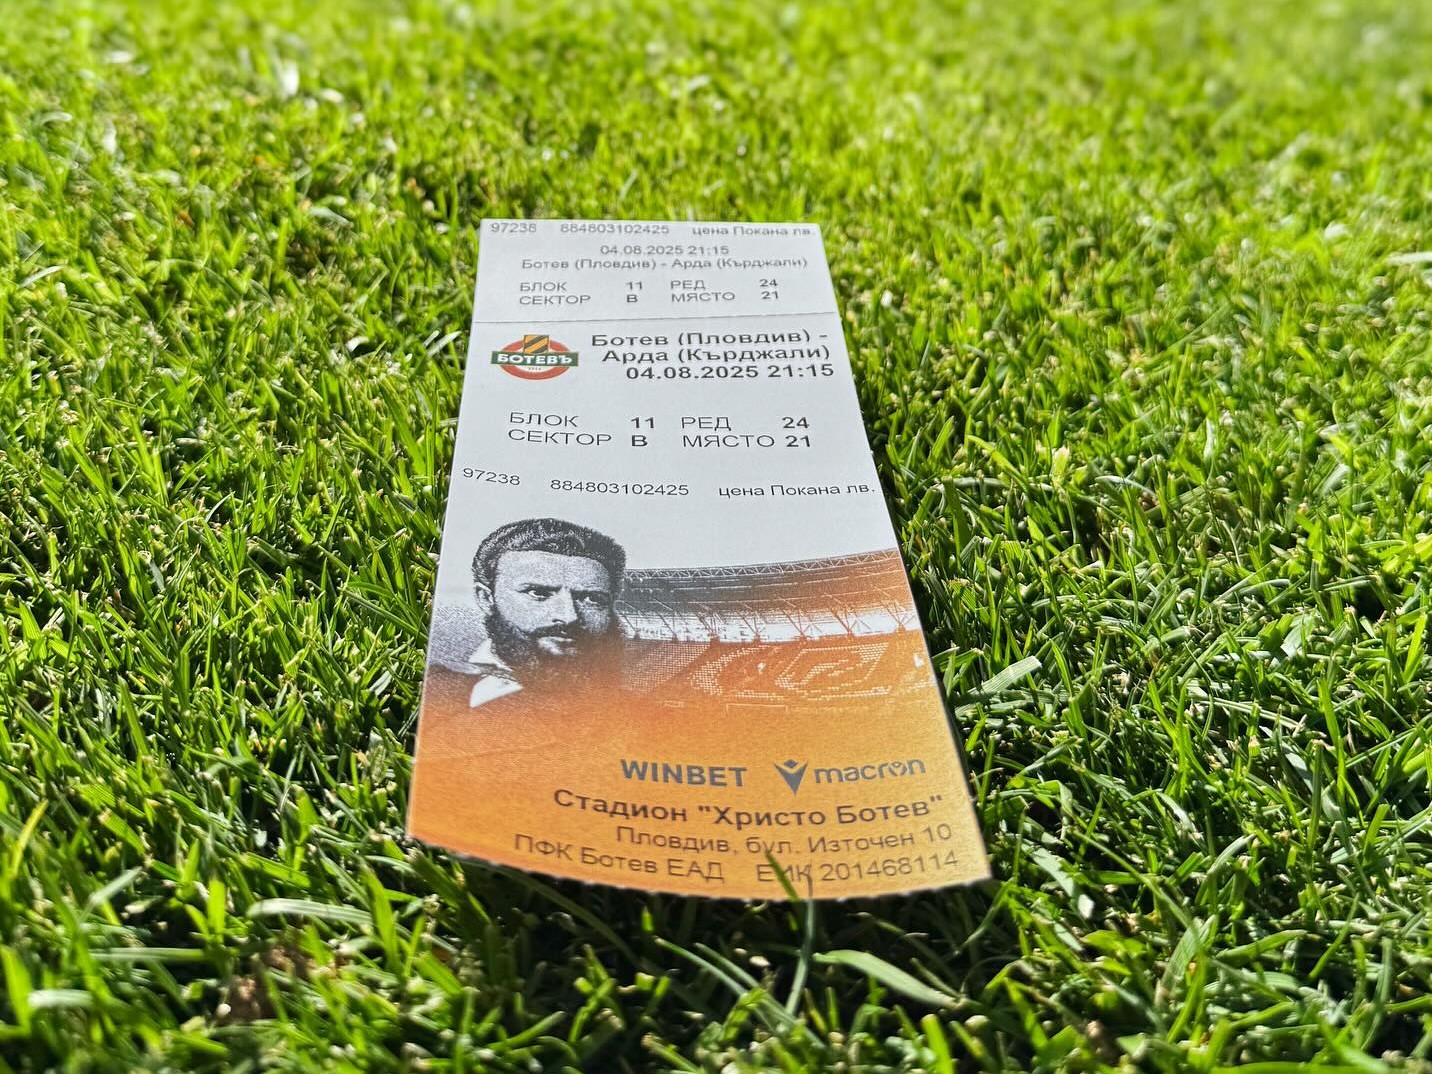 97238 884803102425 цена Покана лв.
04.08.2025 21:15
Ботев (Пловдив) - Арда (Кърджали)
БЛОК 11 РЕД 24
СЕКТОР В МЯСТО 21
БОТЕВЪ
1912
Ботев (Пловдив) -
Арда (Кърджали)
04.08.2025 21:15
БЛОК 11 РЕД 24
СЕКТОР В МЯСТО 21
97238 884803102425 цена Покана лв.
WINBET macron
Стадион "Христо Ботев"
Пловдив, бул. Източен 10
ПФК Ботев ЕАД ЕИК 201468114